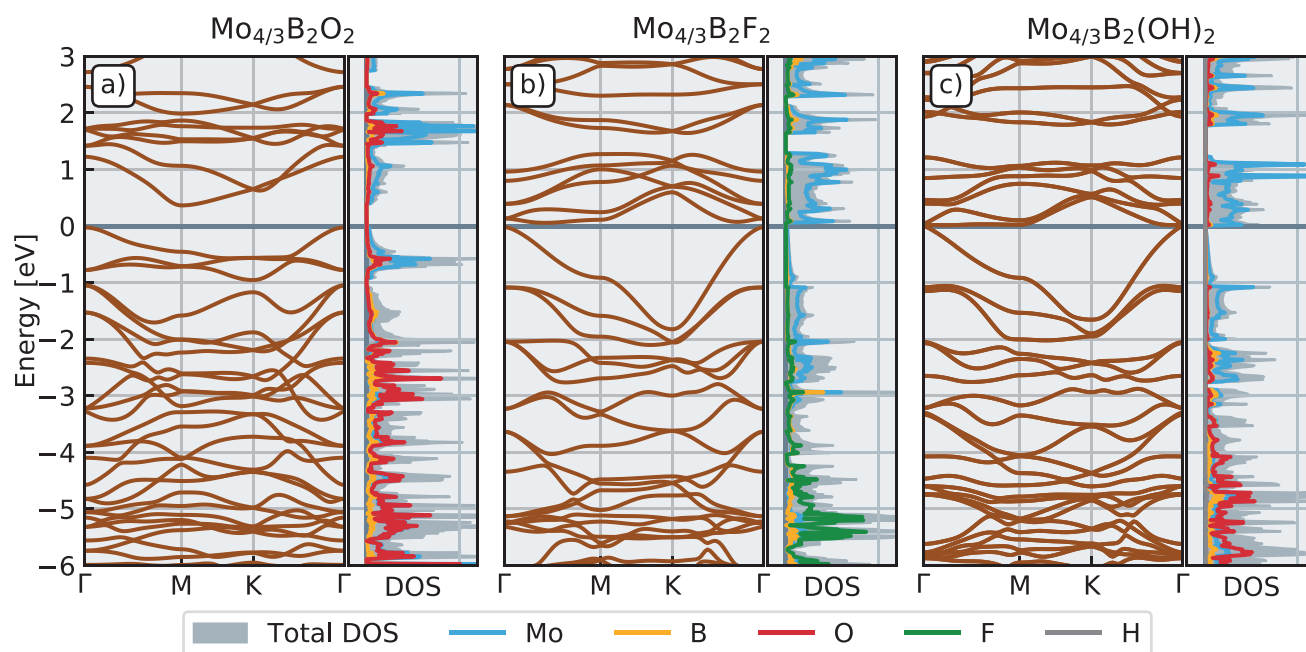 Mo4/3B2O2 Mo4/3B2F2 Mo4/3B2(OH)2
a) b) c)
Energy [eV]
3
2
1
0
−1
−2
−3
−4
−5
−6
Γ M K Γ DOS Γ M K Γ DOS Γ M K Γ DOS
Total DOS Mo B O F H